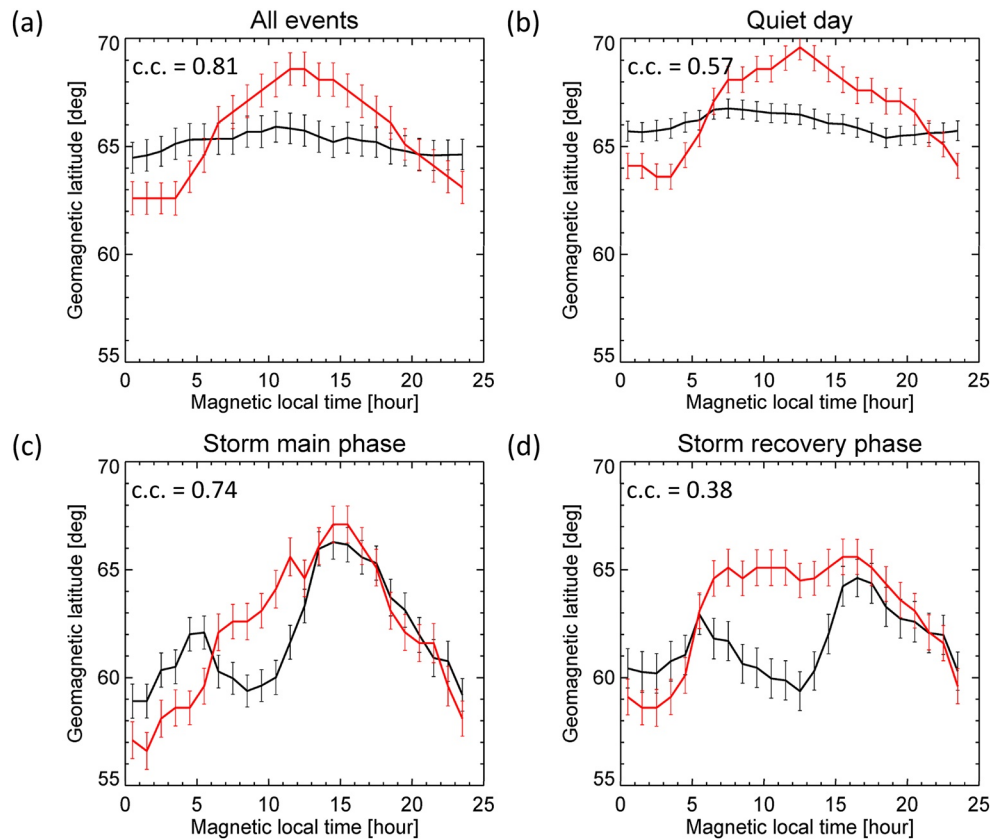 (a)
All events
c.c. = 0.81
Geomagnetic latitude [deg]
70
65
60
55
0 5 10 15 20 25
Magnetic local time [hour]
(b)
Quiet day
c.c. = 0.57
Geomagnetic latitude [deg]
70
65
60
55
0 5 10 15 20 25
Magnetic local time [hour]
(c)
Storm main phase
c.c. = 0.74
Geomagnetic latitude [deg]
70
65
60
55
0 5 10 15 20 25
Magnetic local time [hour]
(d)
Storm recovery phase
c.c. = 0.38
Geomagnetic latitude [deg]
70
65
60
55
0 5 10 15 20 25
Magnetic local time [hour]